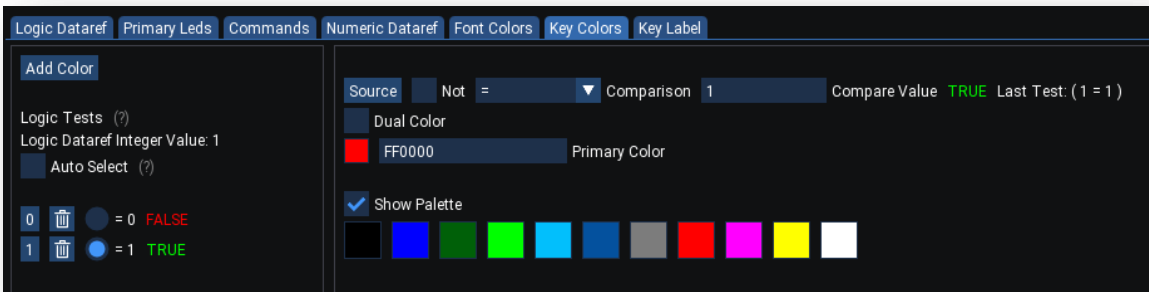 Logic Dataref Primary Leds Commands Numeric Dataref Font Colors Key Colors Key Label
Add Color
Logic Tests (?)
Logic Dataref Integer Value: 1
Auto Select (?)
0 = 0 FALSE
1 = 1 TRUE
Source Not = Comparison 1 Compare Value TRUE Last Test: ( 1 = 1 )
Dual Color
FF0000 Primary Color
Show Palette